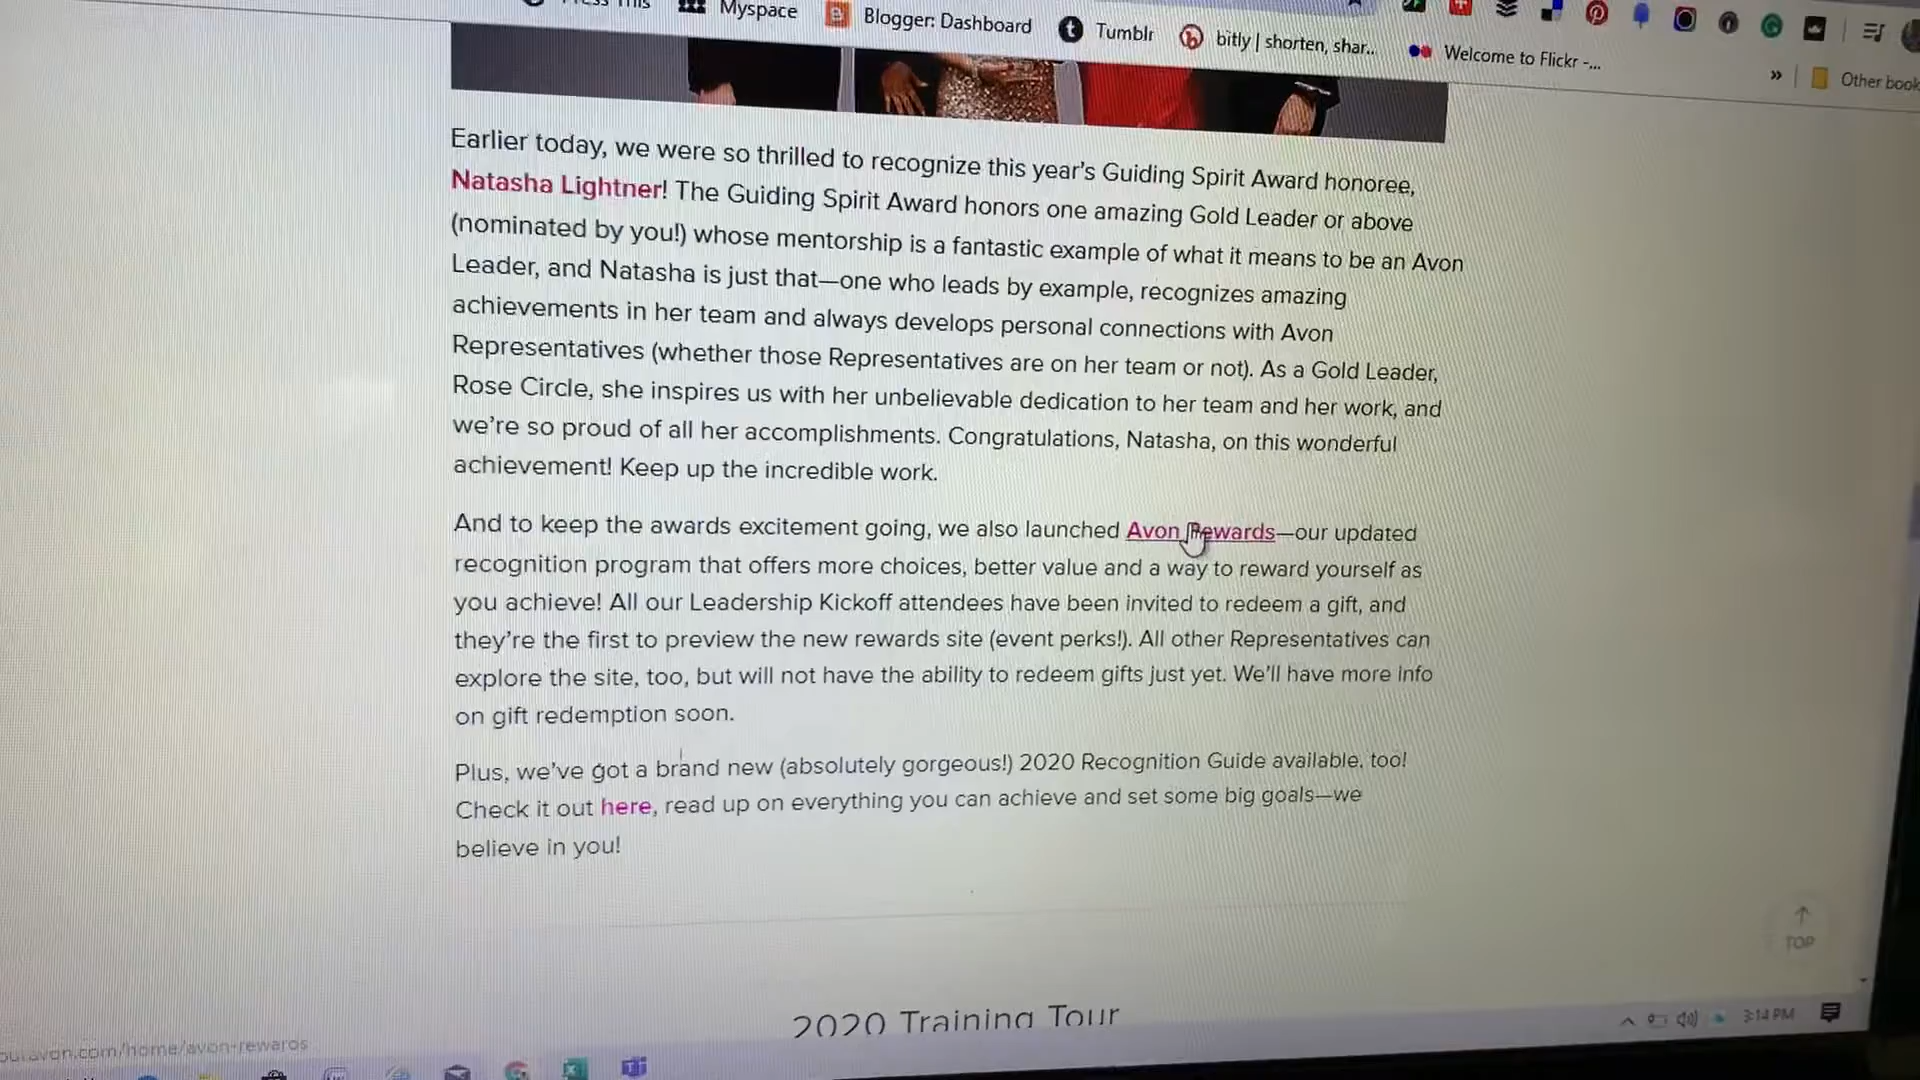 Myspace
Blogger: Dashboard
Tumblr
bitly | shorten, shar...
Welcome to Flickr -...
» Other
Earlier today, we were so thrilled to recognize this year's Guiding Spirit Award honoree,
Natasha Lightner! The Guiding Spirit Award honors one amazing Gold Leader or above
(nominated by you!) whose mentorship is a fantastic example of what it means to be an Avon
Leader, and Natasha is just that—one who leads by example, recognizes amazing
achievements in her team and always develops personal connections with Avon
Representatives (whether those Representatives are on her team or not). As a Gold Leader,
Rose Circle, she inspires us with her unbelievable dedication to her team and her work, and
we're so proud of all her accomplishments. Congratulations, Natasha, on this wonderful
achievement! Keep up the incredible work.
And to keep the awards excitement going, we also launched Avon Rewards—our updated
recognition program that offers more choices, better value and a way to reward yourself as
you achieve! All our Leadership Kickoff attendees have been invited to redeem a gift, and
they're the first to preview the new rewards site (event perks!). All other Representatives can
explore the site, too, but will not have the ability to redeem gifts just yet. We'll have more info
on gift redemption soon.
Plus, we've got a brand new (absolutely gorgeous!) 2020 Recognition Guide available, too!
Check it out here, read up on everything you can achieve and set some big goals—we
believe in you!
TOP
2020 Training Tour
3:14 PM